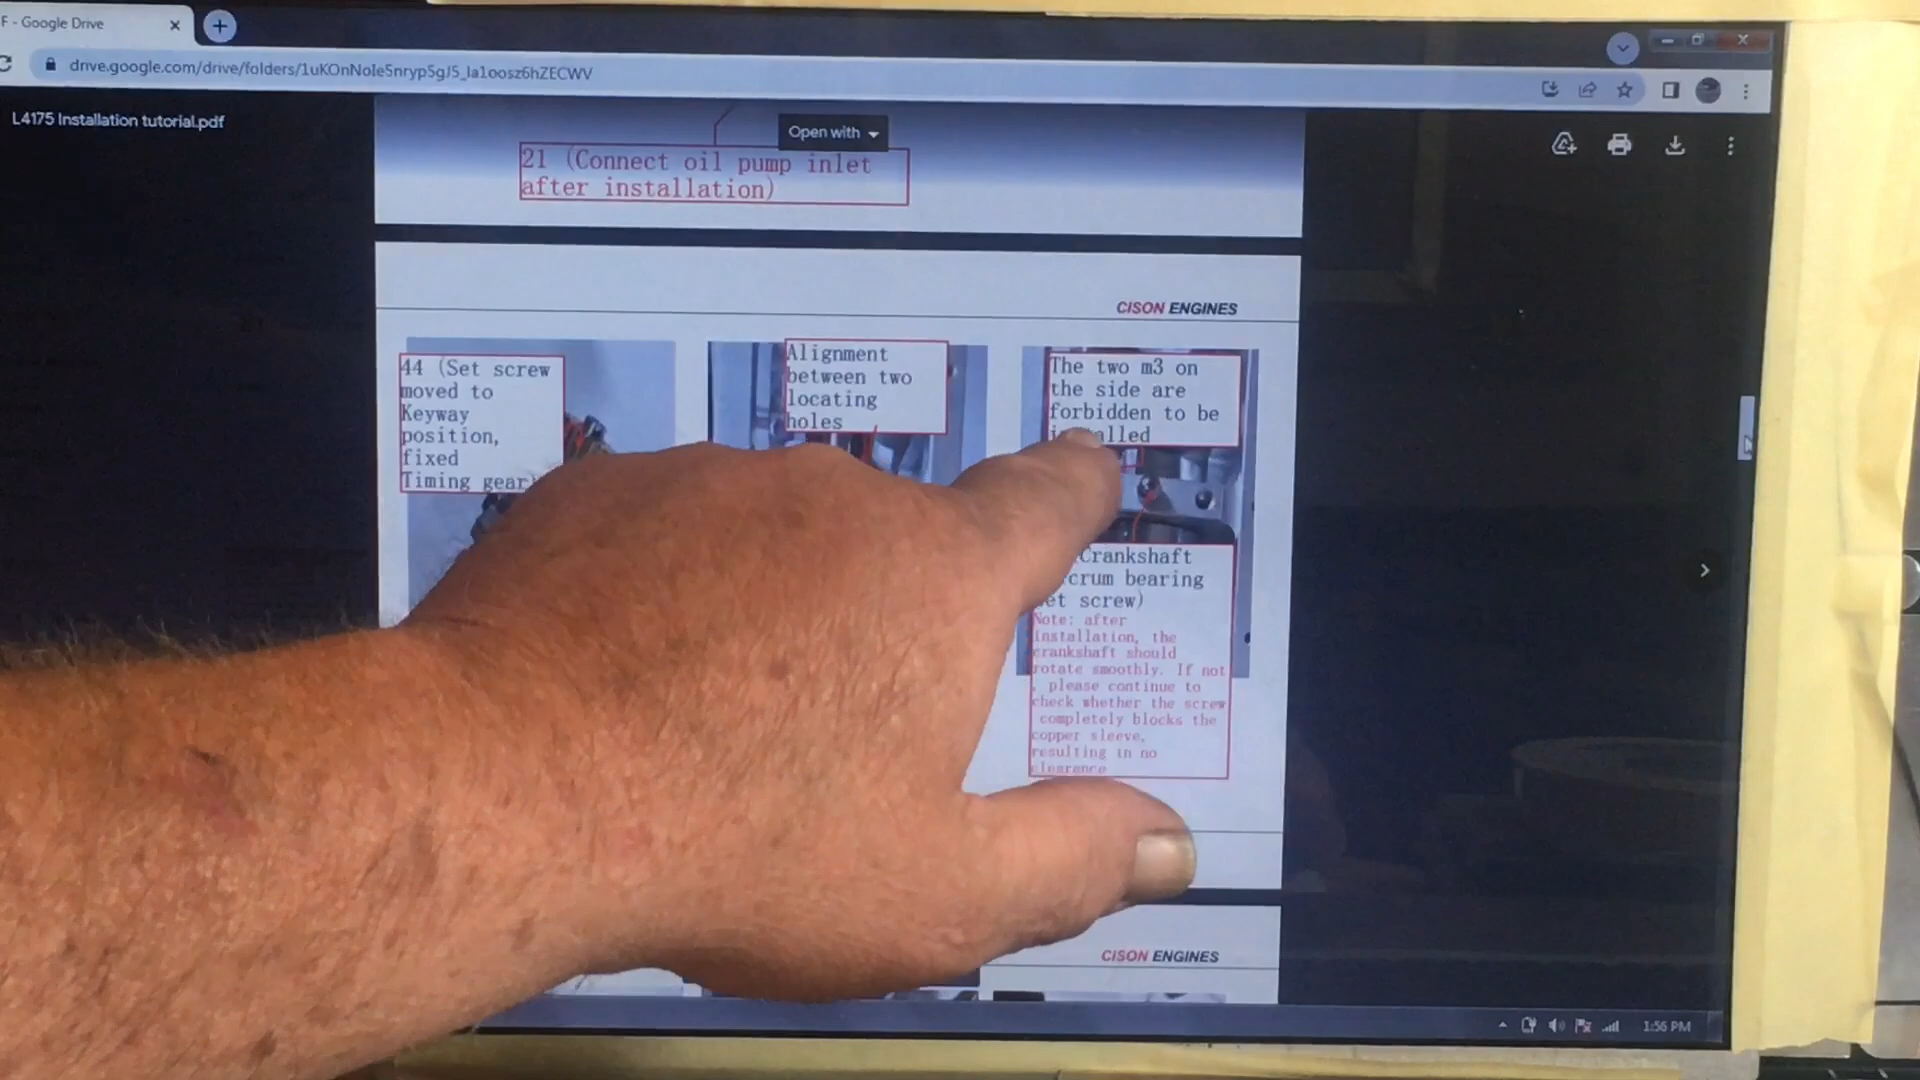 F - Google Drive
drive.google.com/drive/folders/1uKOnNoIe5nryp5gJ5_Ia1oosz6hZECWV
L4175 Installation tutorial.pdf
Open with
21 (Connect oil pump inlet
after installation)
CISON ENGINES
44 (Set screw
moved to
Keyway
position,
fixed
Timing gear)
Alignment
between two
locating
holes
The two m3 on
the side are
forbidden to be
Crankshaft
bearing
screw)
Note: after
installation, the
crankshaft should
rotate smoothly. If not
, please continue to
check whether the screw
completely blocks the
copper sleeve,
resulting in no
clearance
CISON ENGINES
1:56 PM